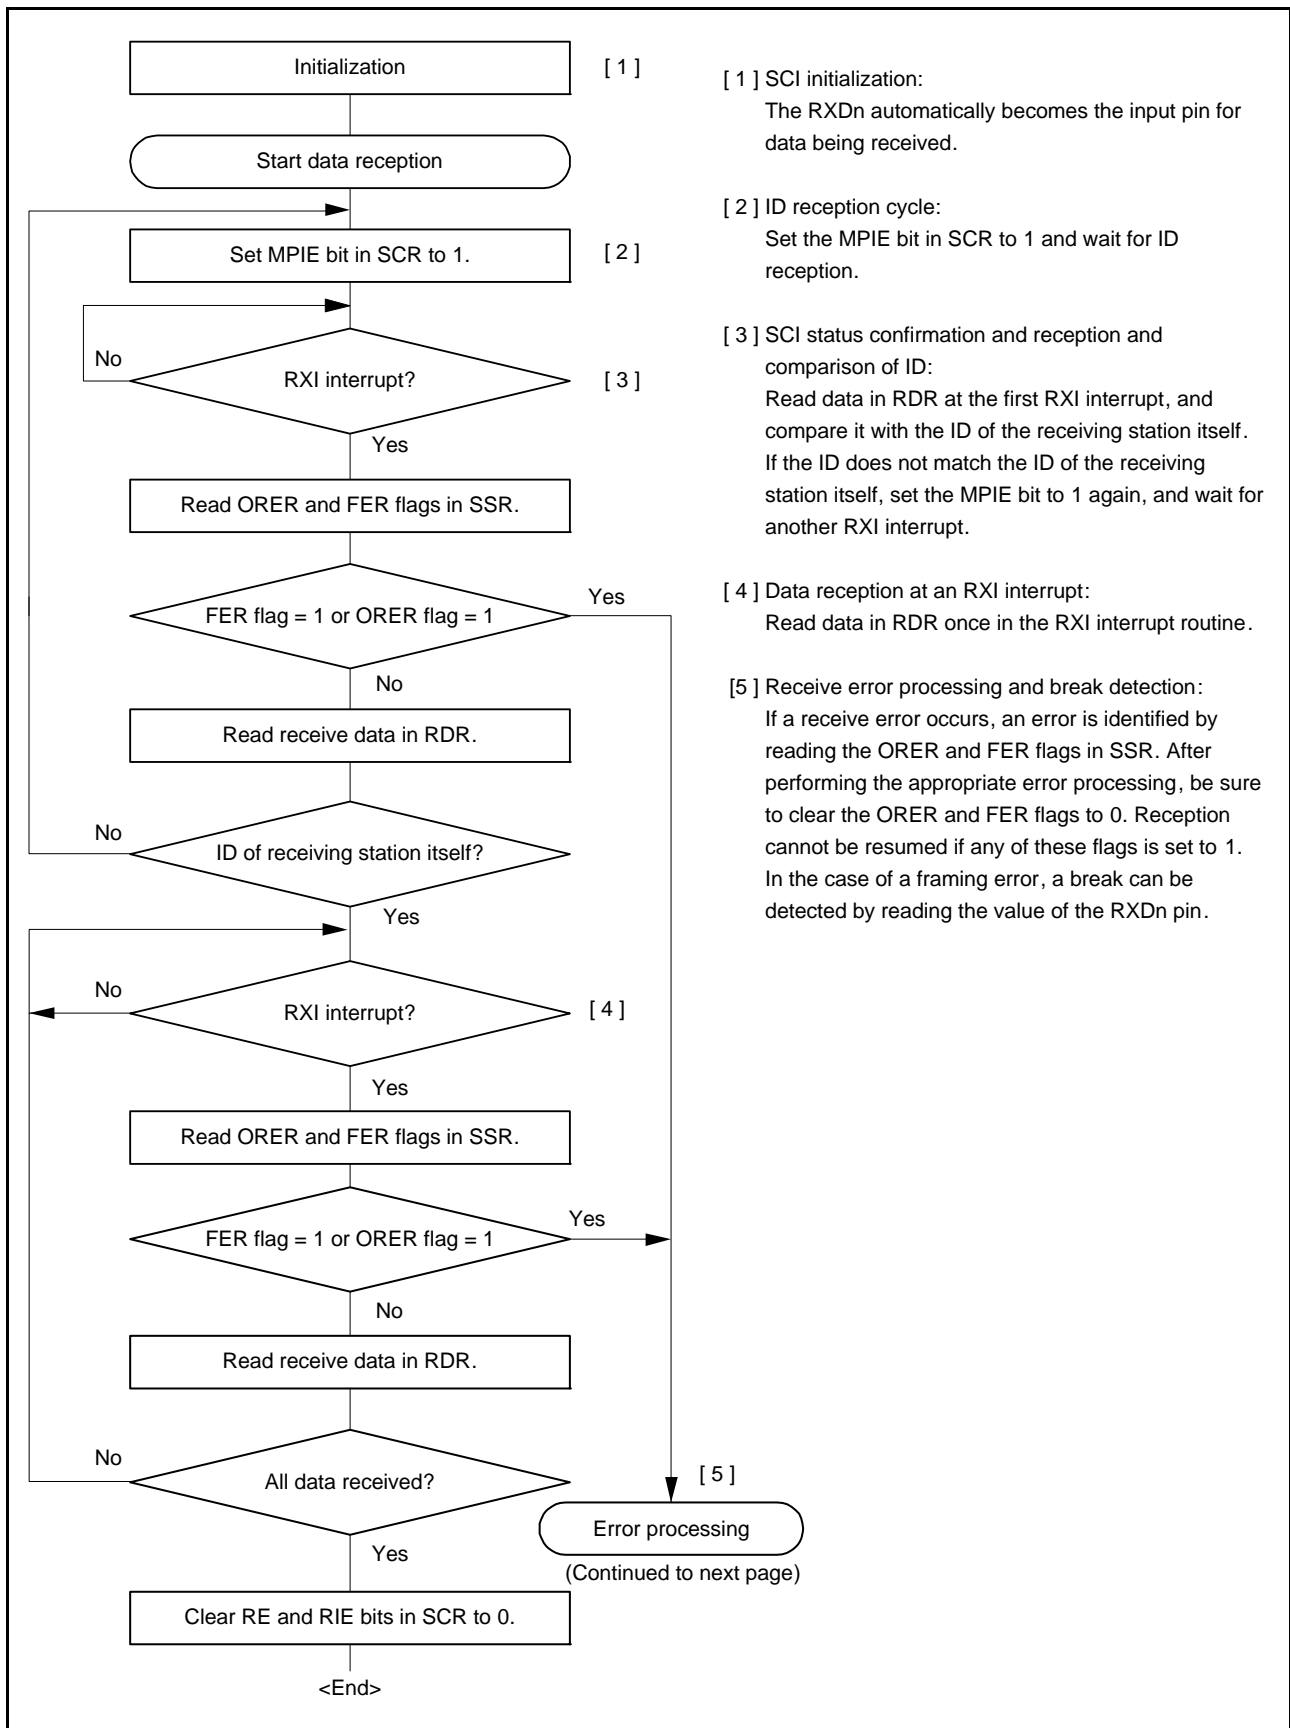 Initialization
[ 1 ]
Start data reception
Set MPIE bit in SCR to 1.
[ 2 ]
No
RXI interrupt?
[ 3 ]
Yes
Read ORER and FER flags in SSR.
FER flag = 1 or ORER flag = 1
Yes
No
Read receive data in RDR.
No
ID of receiving station itself?
Yes
No
RXI interrupt?
[ 4 ]
Yes
Read ORER and FER flags in SSR.
FER flag = 1 or ORER flag = 1
Yes
No
Read receive data in RDR.
No
All data received?
[ 5 ]
Error processing
(Continued to next page)
Yes
Clear RE and RIE bits in SCR to 0.
<End>
[ 1 ] SCI initialization:
The RXDn automatically becomes the input pin for
data being received.
[ 2 ] ID reception cycle:
Set the MPIE bit in SCR to 1 and wait for ID
reception.
[ 3 ] SCI status confirmation and reception and
comparison of ID:
Read data in RDR at the first RXI interrupt, and
compare it with the ID of the receiving station itself.
If the ID does not match the ID of the receiving
station itself, set the MPIE bit to 1 again, and wait for
another RXI interrupt.
[ 4 ] Data reception at an RXI interrupt:
Read data in RDR once in the RXI interrupt routine.
[5 ] Receive error processing and break detection:
If a receive error occurs, an error is identified by
reading the ORER and FER flags in SSR. After
performing the appropriate error processing, be sure
to clear the ORER and FER flags to 0. Reception
cannot be resumed if any of these flags is set to 1.
In the case of a framing error, a break can be
detected by reading the value of the RXDn pin.